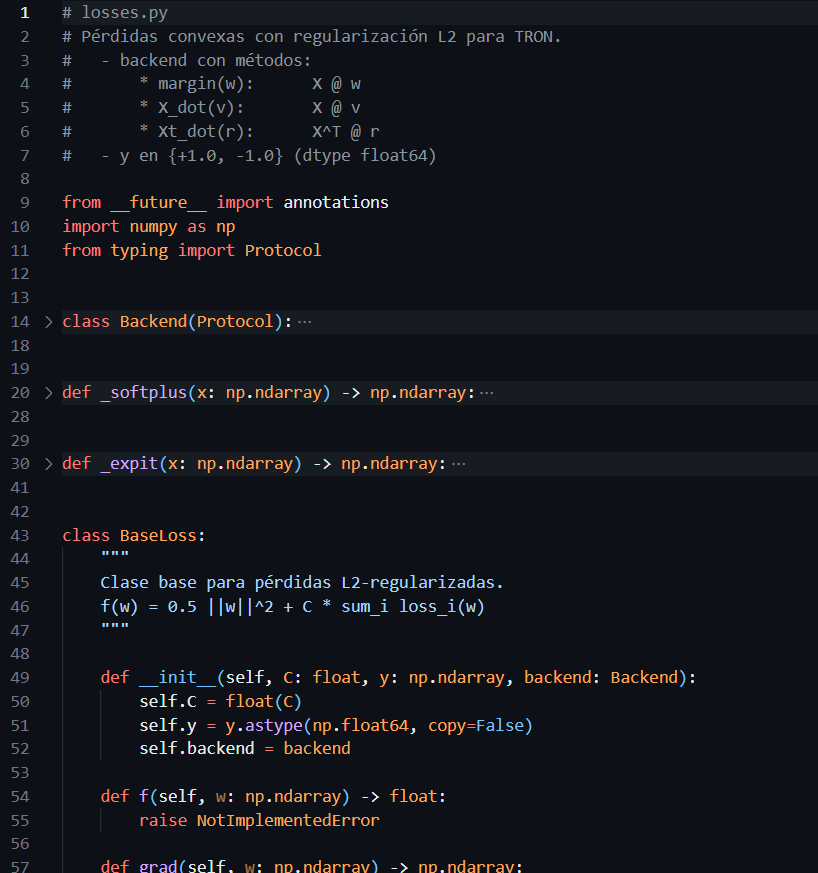 1 # losses.py
2 # Pérdidas convexas con regularización L2 para TRON.
3 #   - backend con métodos:
4 #       * margin(w):      X @ w
5 #       * X_dot(v):       X @ v
6 #       * Xt_dot(r):      X^T @ r
7 #   - y en {+1.0, -1.0} (dtype float64)
8
9 from __future__ import annotations
10 import numpy as np
11 from typing import Protocol
12
13
14 > class Backend(Protocol): ···
18
19
20 > def _softplus(x: np.ndarray) -> np.ndarray: ···
28
29
30 > def _expit(x: np.ndarray) -> np.ndarray: ···
41
42
43 class BaseLoss:
44     """
45     Clase base para pérdidas L2-regularizadas.
46     f(w) = 0.5 ||w||^2 + C * sum_i loss_i(w)
47     """
48
49     def __init__(self, C: float, y: np.ndarray, backend: Backend):
50         self.C = float(C)
51         self.y = y.astype(np.float64, copy=False)
52         self.backend = backend
53
54     def f(self, w: np.ndarray) -> float:
55         raise NotImplementedError
56
57     def grad(self, w: np.ndarray) -> np.ndarray: